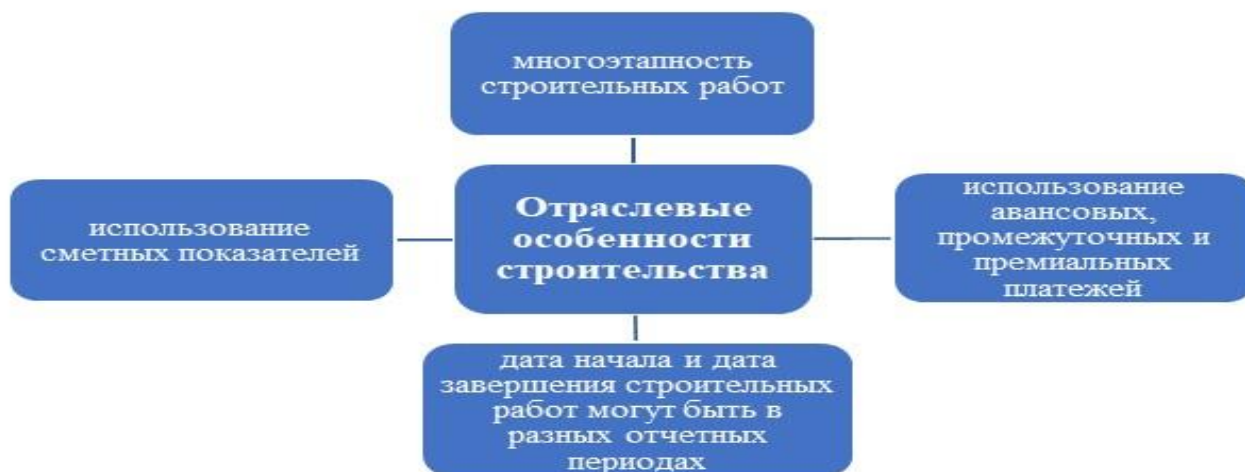 многоэтапность
строительных работ
использование
сметных показателей
Отраслевые
особенности
строительства
использование
авансовых,
промежуточных и
премиальных
платежей
дата начала и дата
завершения строительных
работ могут быть в
разных отчетных
периодах